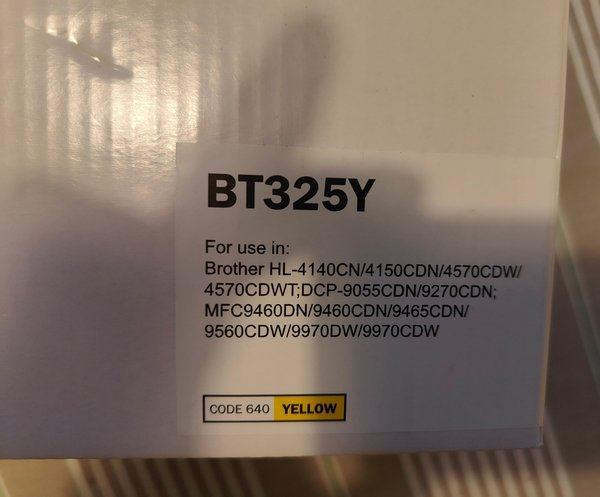 BT325Y
For use in:
Brother HL-4140CN/4150CDN/4570CDW/
4570CDWT;DCP-9055CDN/9270CDN;
MFC9460DN/9460CDN/9465CDN/
9560CDW/9970DW/9970CDW
CODE 640 YELLOW